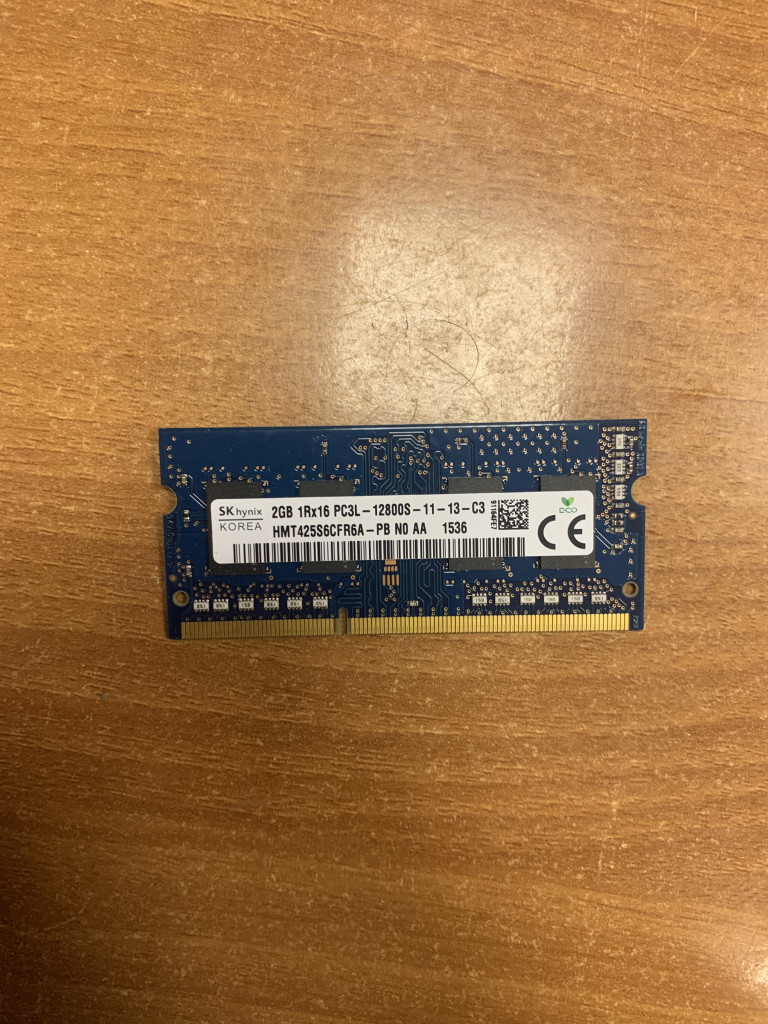 SK hynix
KOREA
2GB 1Rx16 PC3L-12800S-11-13-C3
HMT425S6CFR6A-PB N0 AA 1536
ECO
CE